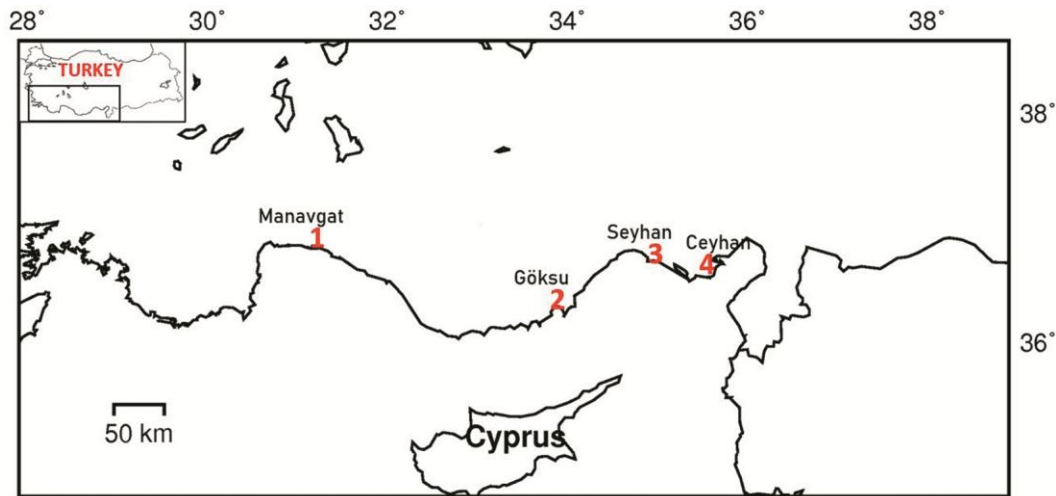 28° 30° 32° 34° 36° 38°
TURKEY
38°
Manavgat
1
Seyhan
3
Ceyhan
4
Göksu
2
36°
50 km
Cyprus